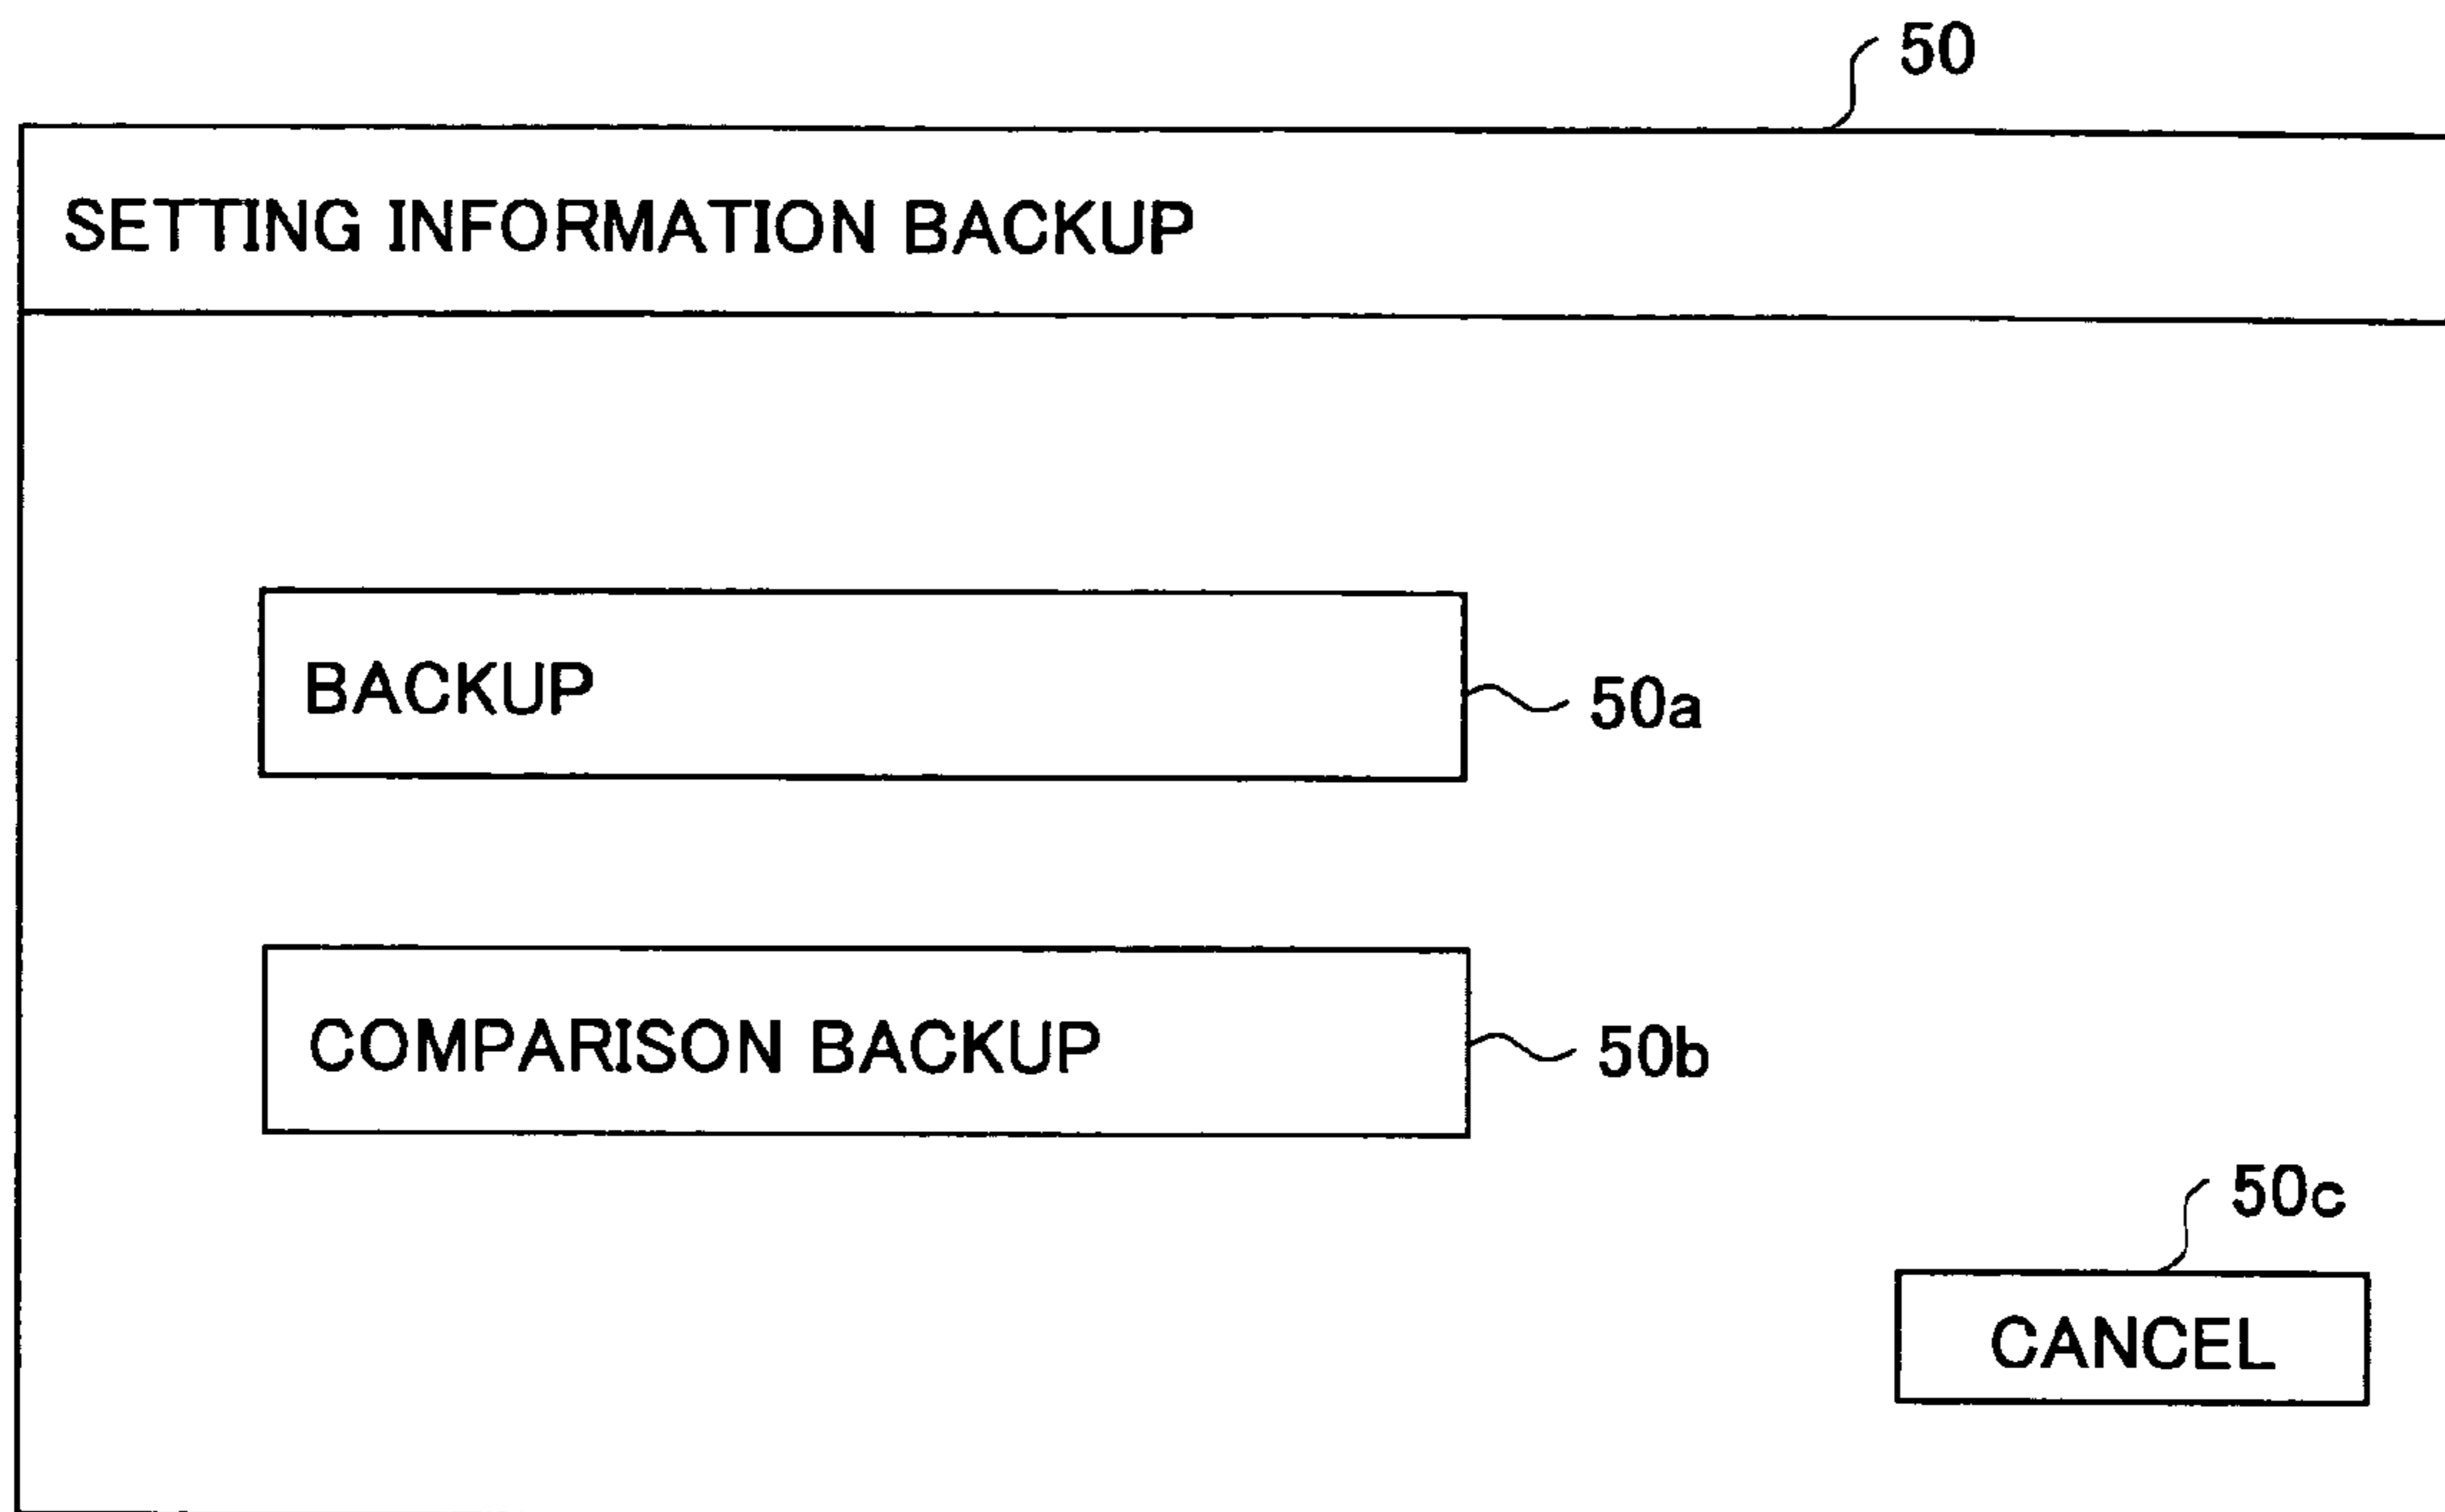 50
SETTING INFORMATION BACKUP
BACKUP
50a
COMPARISON BACKUP
50b
50c
CANCEL